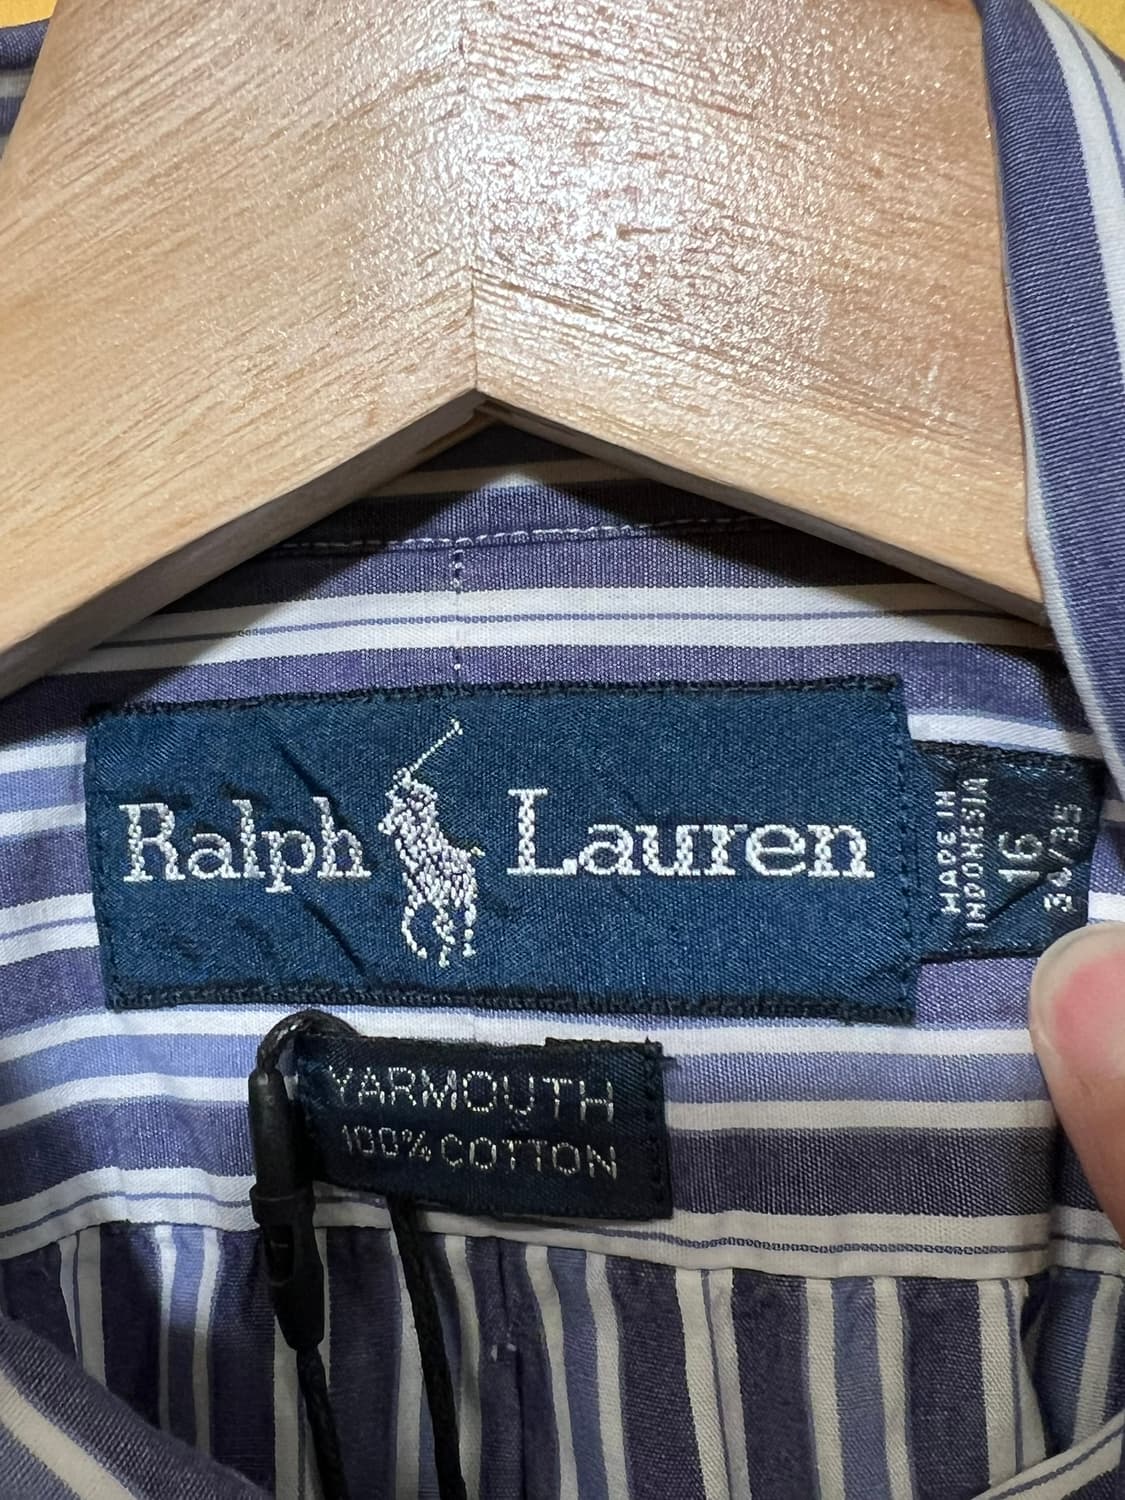 Ralph Lauren
MADE IN
INDONESIA
16
34/35
YARMOUTH
100% COTTON